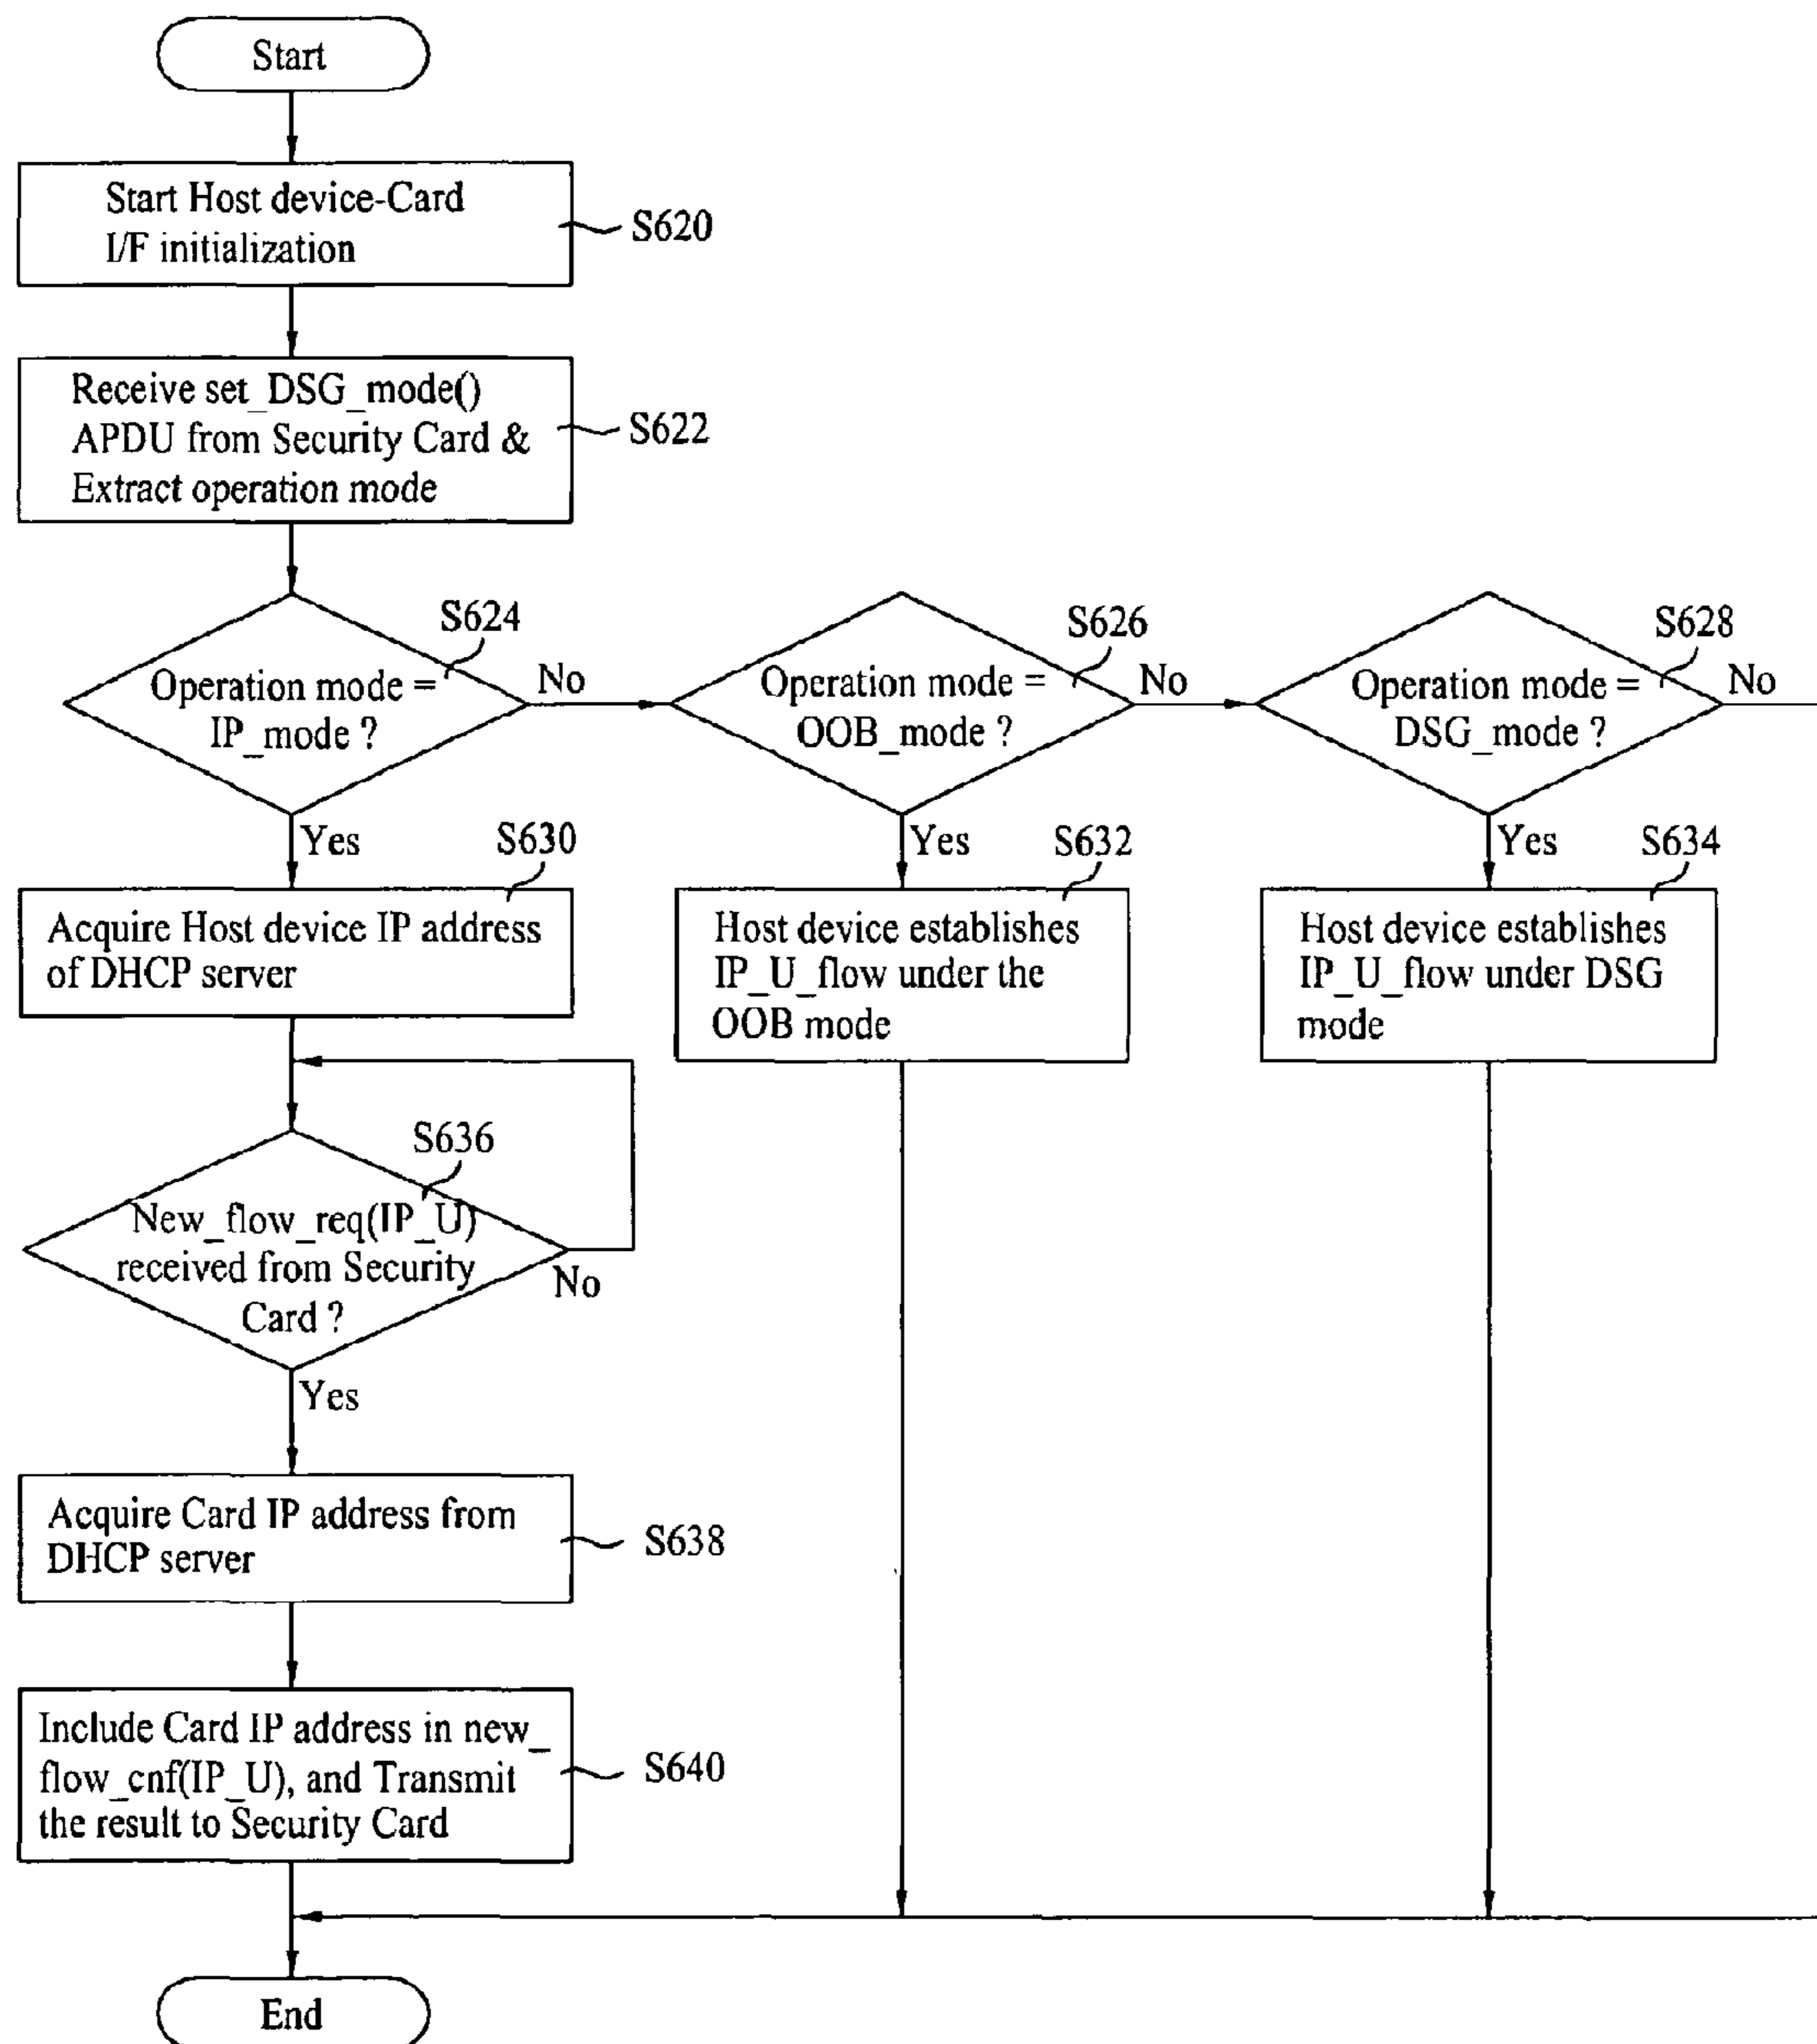 Start
Start Host device-Card
I/F initialization
S620
Receive set_DSG_mode()
APDU from Security Card &
Extract operation mode
S622
S624
Operation mode =
IP_mode ?
No
S626
Operation mode =
OOB_mode ?
No
S628
Operation mode =
DSG_mode ?
No
Yes
S630
Acquire Host device IP address
of DHCP server
Yes
S632
Host device establishes
IP_U_flow under the
OOB mode
Yes
S634
Host device establishes
IP_U_flow under DSG
mode
S636
New_flow_req(IP_U)
received from Security
Card ?
No
Yes
Acquire Card IP address from
DHCP server
S638
Include Card IP address in new_
flow_cnf(IP_U), and Transmit
the result to Security Card
S640
End